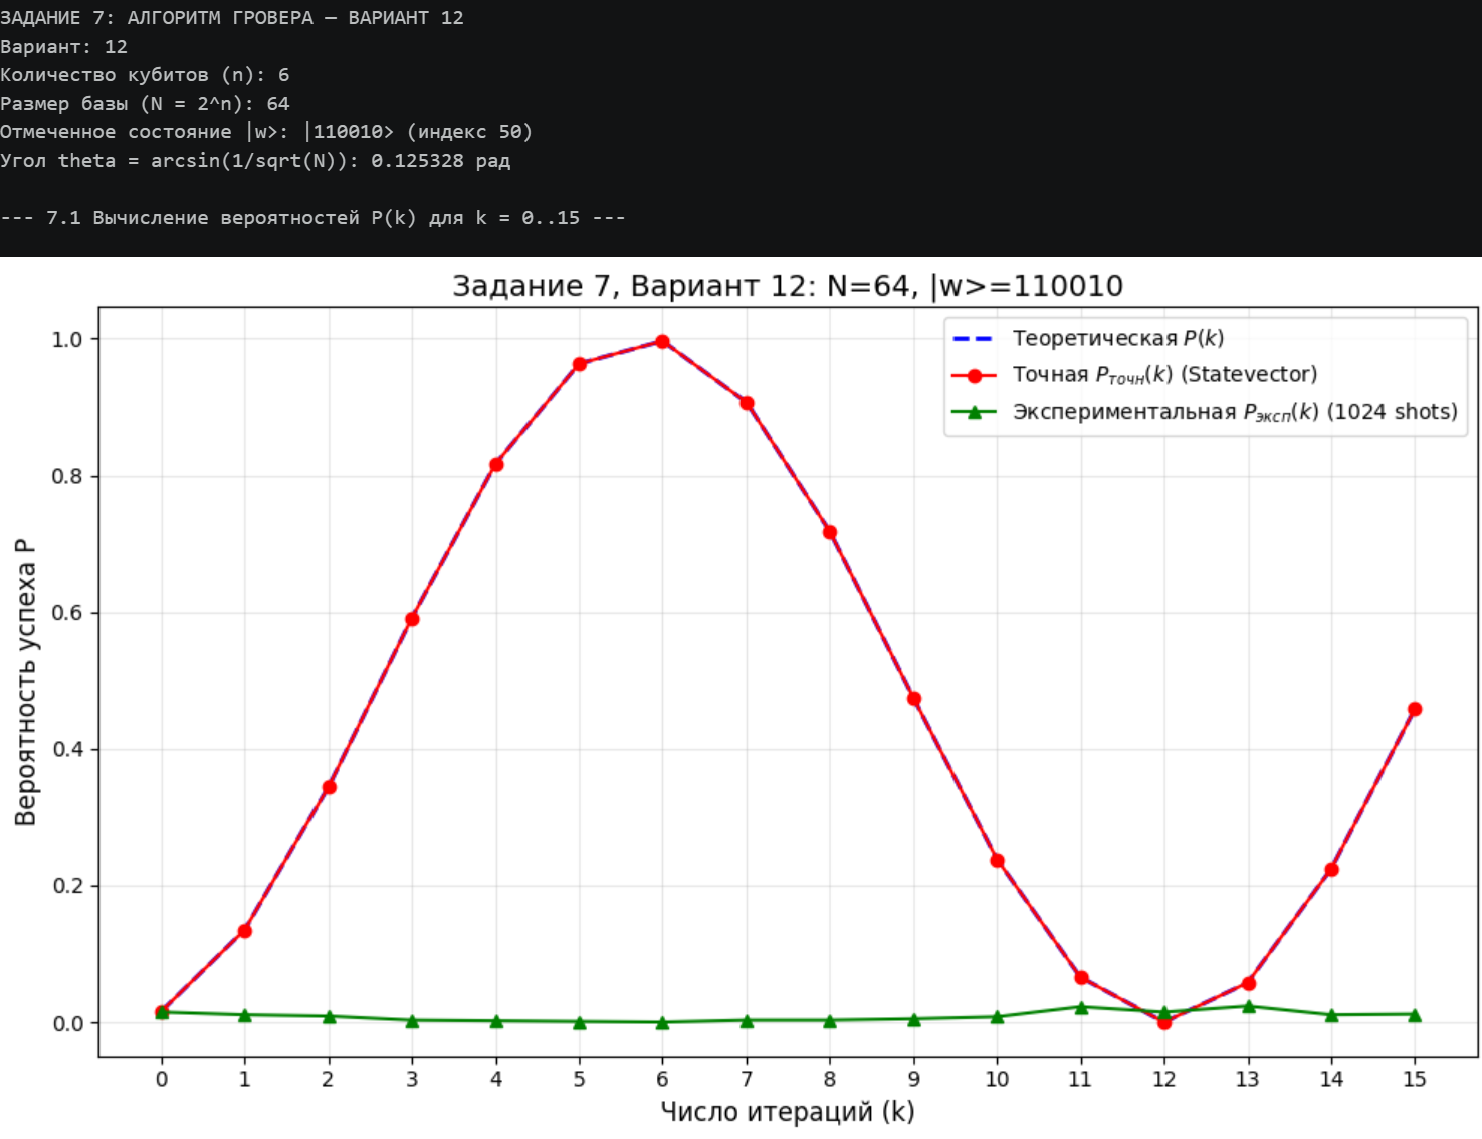 ЗАДАНИЕ 7: АЛГОРИТМ ГРОВЕРА — ВАРИАНТ 12
Вариант: 12
Количество кубитов (n): 6
Размер базы (N = 2^n): 64
Отмеченное состояние |w>: |110010> (индекс 50)
Угол theta = arcsin(1/sqrt(N)): 0.125328 рад
--- 7.1 Вычисление вероятностей P(k) для k = 0..15 ---
Задание 7, Вариант 12: N=64, |w>=110010
Теоретическая P(k)
Точная Pточн(k) (Statevector)
Экспериментальная Pэксп(k) (1024 shots)
Вероятность успеха P
1.0
0.8
0.6
0.4
0.2
0.0
0 1 2 3 4 5 6 7 8 9 10 11 12 13 14 15
Число итераций (k)